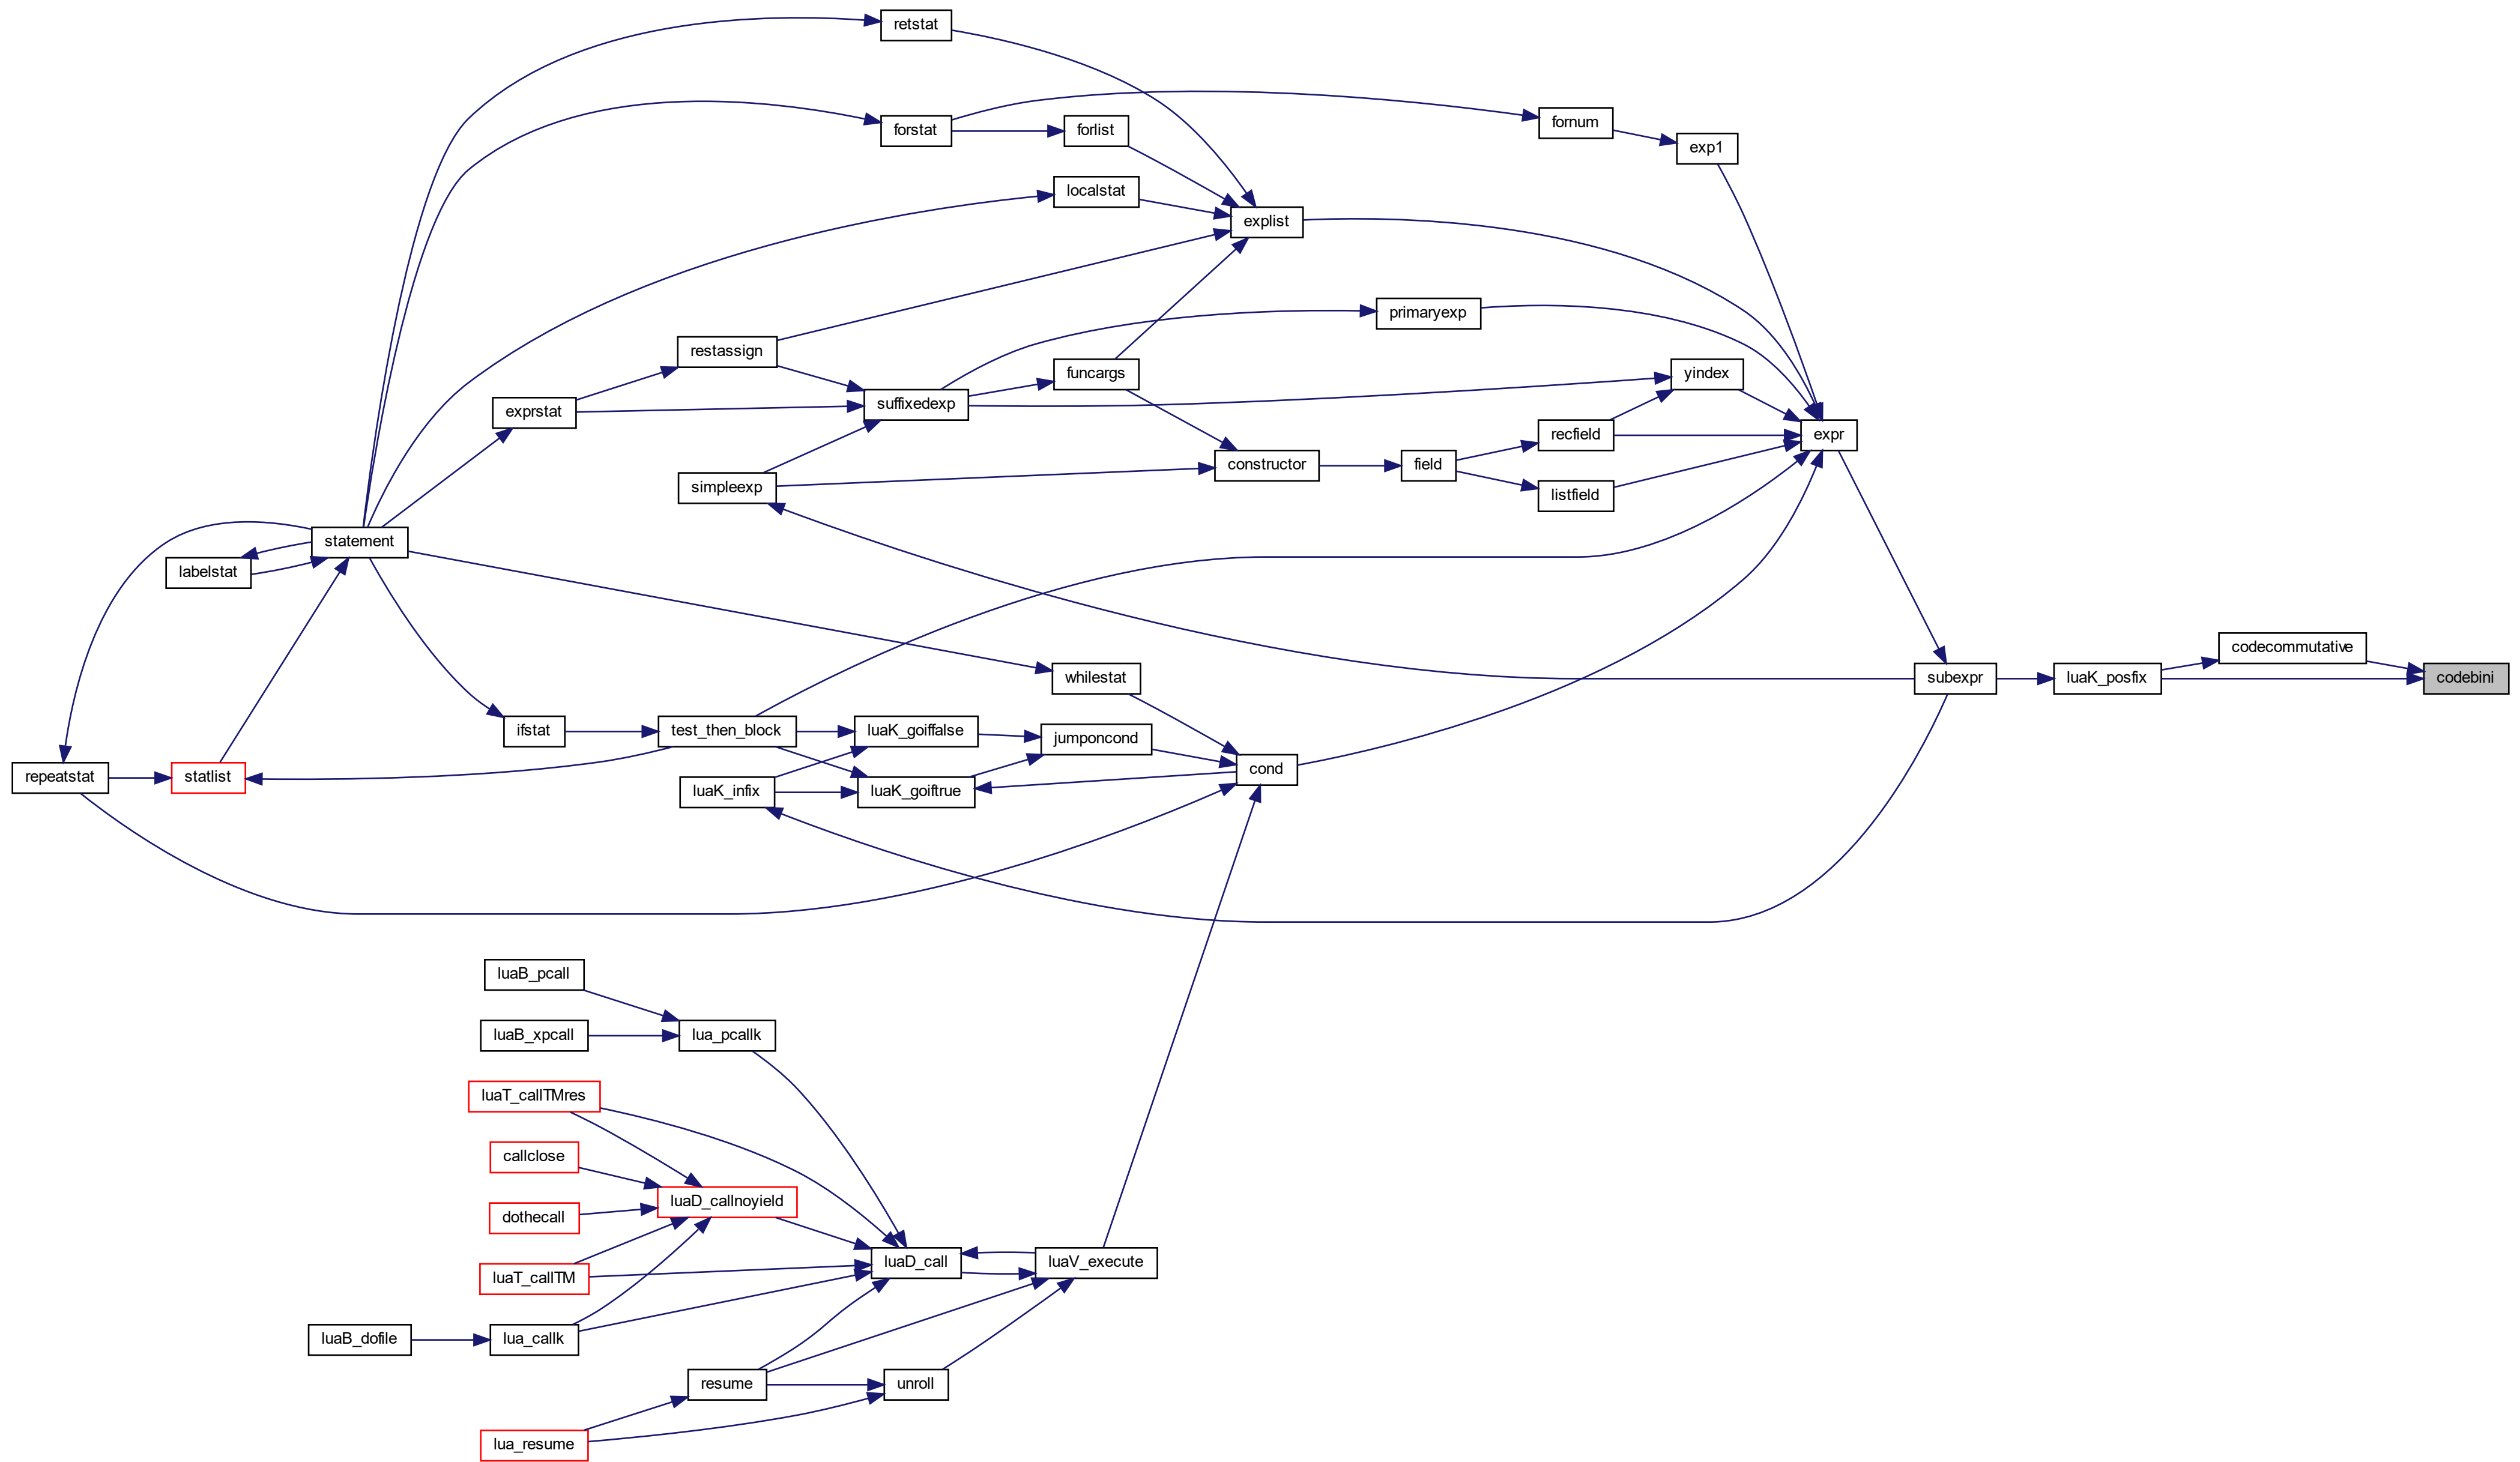 retstat
forstat
forlist
fornum
exp1
localstat
explist
primaryexp
restassign
funcargs
yindex
exprstat
suffixedexp
recfield
expr
simpleexp
constructor
field
listfield
statement
labelstat
codecommutative
whilestat
subexpr
luaK_posfix
codebini
ifstat
test_then_block
luaK_goiffalse
jumponcond
repeatstat
statlist
luaK_infix
luaK_goiftrue
cond
luaB_pcall
luaB_xpcall
lua_pcallk
luaT_callTMres
callclose
luaD_callnoyield
dothecall
luaT_callTM
luaD_call
luaV_execute
luaB_dofile
lua_callk
resume
unroll
lua_resume